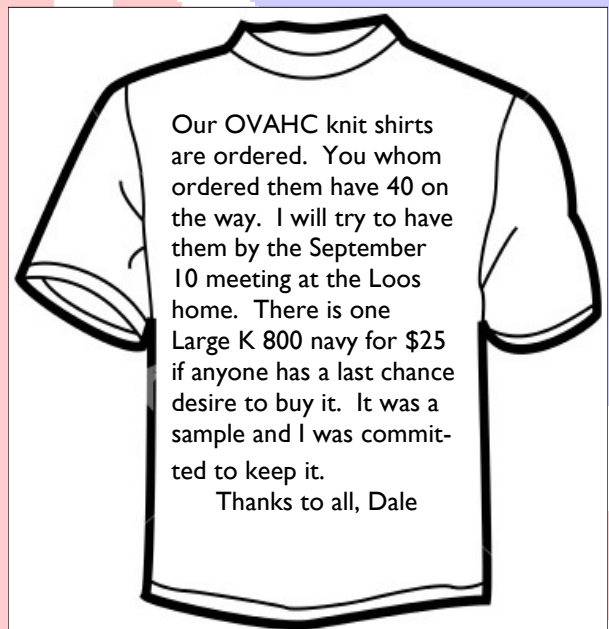 Our OVAHC knit shirts
are ordered.  You whom
ordered them have 40 on
the way.  I will try to have
them by the September
10 meeting at the Loos
home.  There is one
Large K 800 navy for $25
if anyone has a last chance
desire to buy it.  It was a
sample and I was commit-
ted to keep it.
Thanks to all, Dale